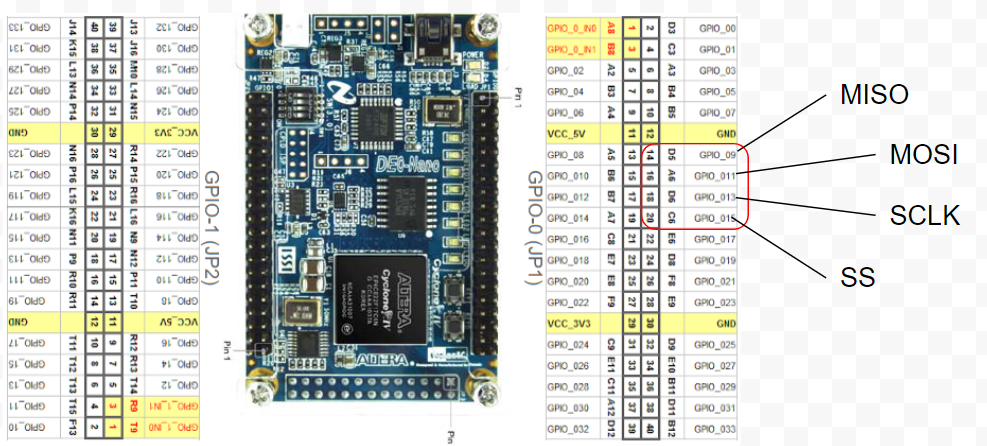 GPIO_133 J14 40 39 J13 GPIO_132
GPIO_131 K15 38 37 J16 GPIO_130
GPIO_129 L13 36 35 M10 GPIO_128
GPIO_127 N14 34 33 L14 GPIO_126
GPIO_125 P14 32 31 N15 GPIO_124
GND 30 29 VCC_3V3
GPIO_123 N16 28 27 R14 GPIO_122
GPIO_121 P16 26 25 P15 GPIO_120
GPIO_119 L15 24 23 R16 GPIO_118
GPIO_117 K16 22 21 L16 GPIO_116
GPIO_115 N11 20 19 N9 GPIO_114
GPIO_113 P9 18 17 N12 GPIO_112
GPIO_111 R10 16 15 P11 GPIO_110
GPIO_19 R11 14 13 T10 GPIO_18
GND 12 11 VCC_5V
GPIO_17 T11 10 9 R12 GPIO_16
GPIO_15 T12 8 7 R13 GPIO_14
GPIO_13 T13 6 5 T14 GPIO_12
GPIO_11 T15 4 3 R9 GPIO_1_IN1
GPIO_10 F13 2 1 T9 GPIO_1_IN0
GPIO-1 (JP2)
REG2
REG3
POWER
DE0-Nano
ISSI
ALTERA
Cyclone IV
ALTERA
Pin 1
Pin 1
Pin
GPIO-0 (JP1)
GPIO_0_IN0 A8 1 2 D3 GPIO_00
GPIO_0_IN1 B8 3 4 C3 GPIO_01
GPIO_02 A2 5 6 A3 GPIO_03
GPIO_04 B3 7 8 B4 GPIO_05
GPIO_06 A4 9 10 B5 GPIO_07
VCC_5V 11 12 GND
GPIO_08 A5 13 14 D5 GPIO_09
GPIO_010 B6 15 16 A6 GPIO_011
GPIO_012 B7 17 18 D6 GPIO_013
GPIO_014 A7 19 20 C6 GPIO_015
GPIO_016 C8 21 22 E6 GPIO_017
GPIO_018 E7 23 24 D8 GPIO_019
GPIO_020 E8 25 26 F8 GPIO_021
GPIO_022 F9 27 28 E9 GPIO_023
VCC_3V3 29 30 GND
GPIO_024 C9 31 32 D9 GPIO_025
GPIO_026 E11 33 34 E10 GPIO_027
GPIO_028 C11 35 36 B11 GPIO_029
GPIO_030 A12 37 38 D11 GPIO_031
GPIO_032 D12 39 40 B12 GPIO_033
MISO
MOSI
SCLK
SS